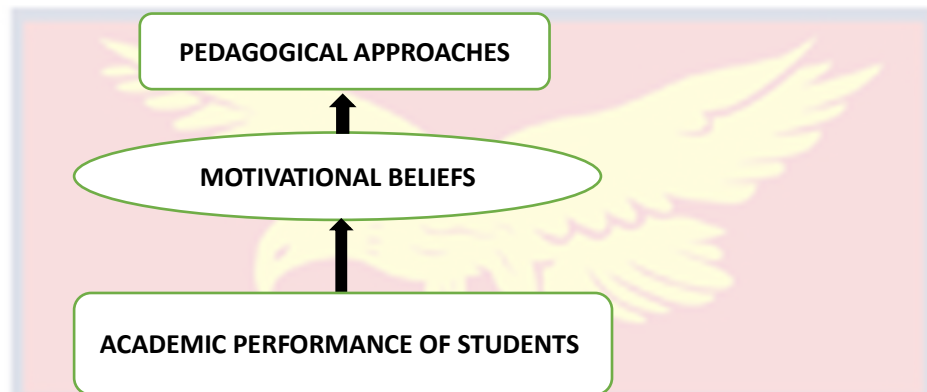 PEDAGOGICAL APPROACHES
MOTIVATIONAL BELIEFS
ACADEMIC PERFORMANCE OF STUDENTS